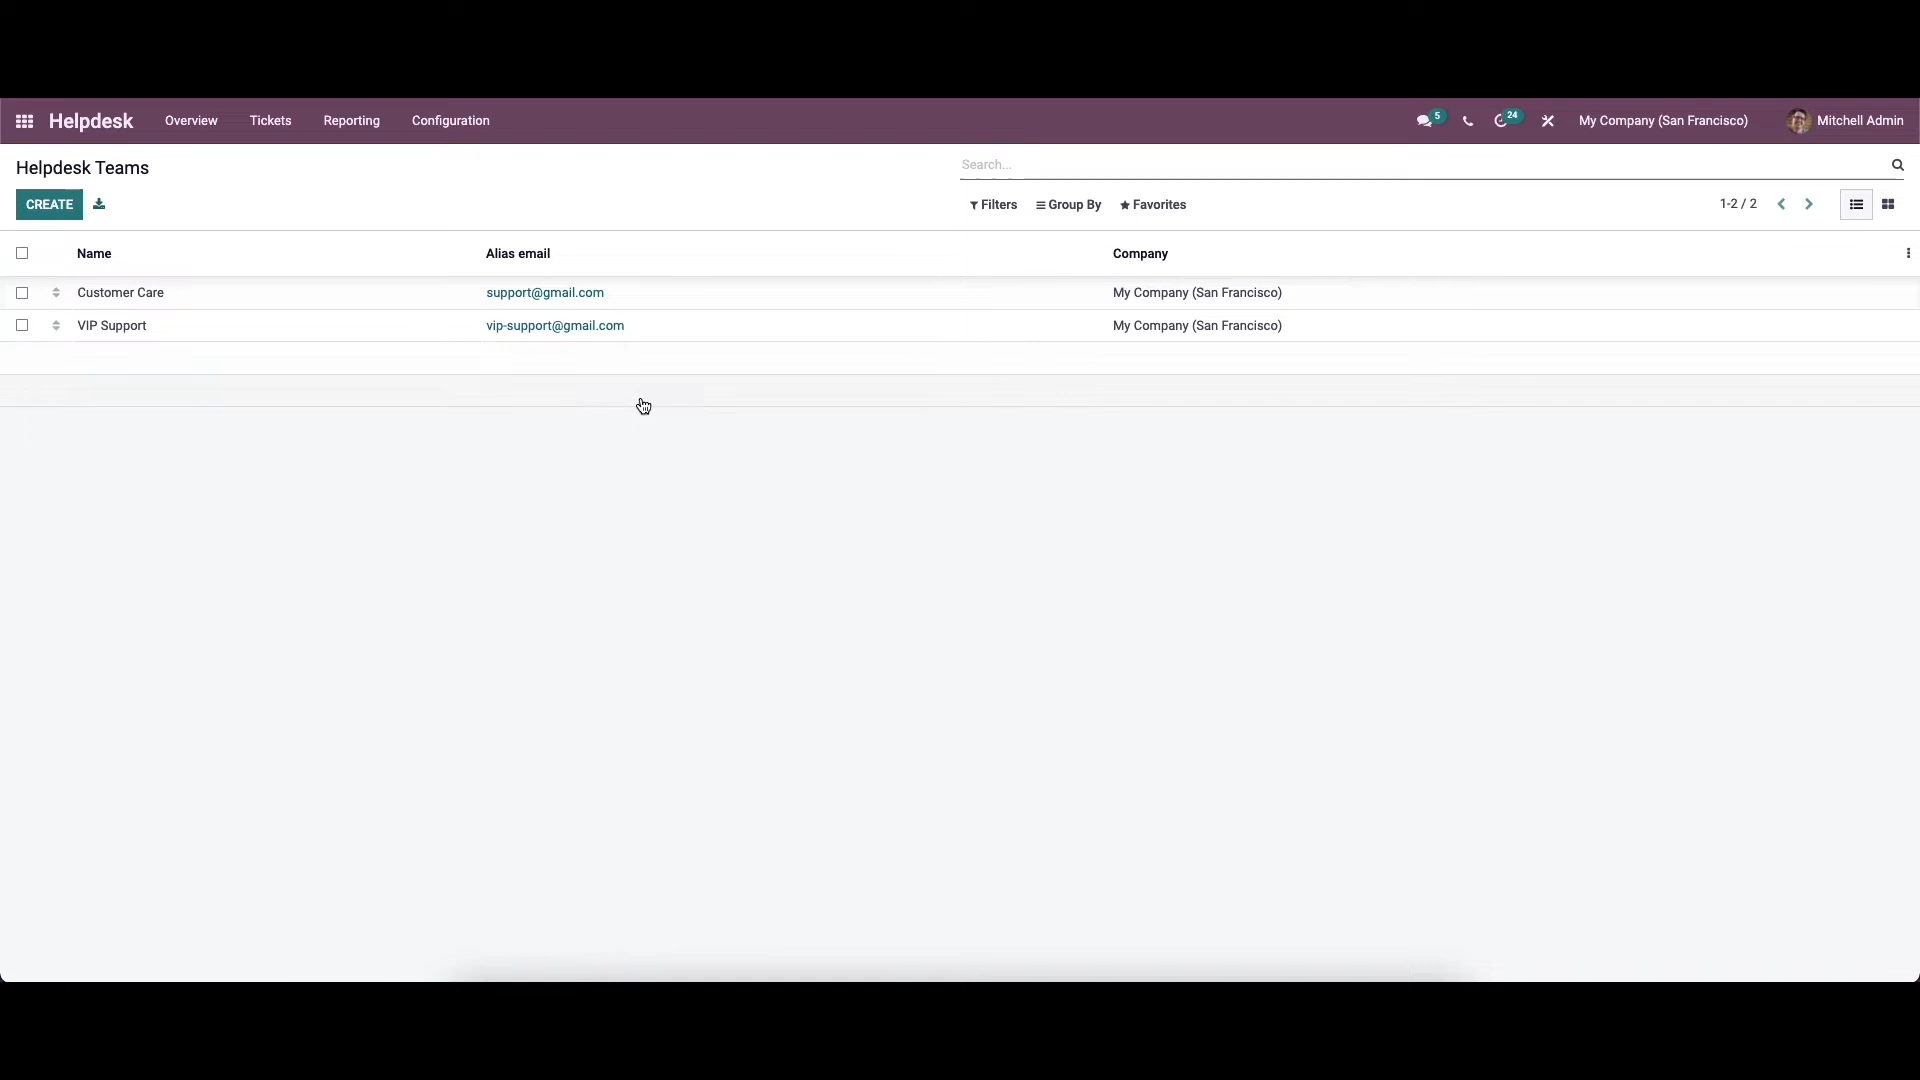 Helpdesk Overview Tickets Reporting Configuration 5 24 My Company (San Francisco) Mitchell Admin
Helpdesk Teams Search...
CREATE Filters Group By Favorites 1-2 / 2
Name Alias email Company
Customer Care support@gmail.com My Company (San Francisco)
VIP Support vip-support@gmail.com My Company (San Francisco)